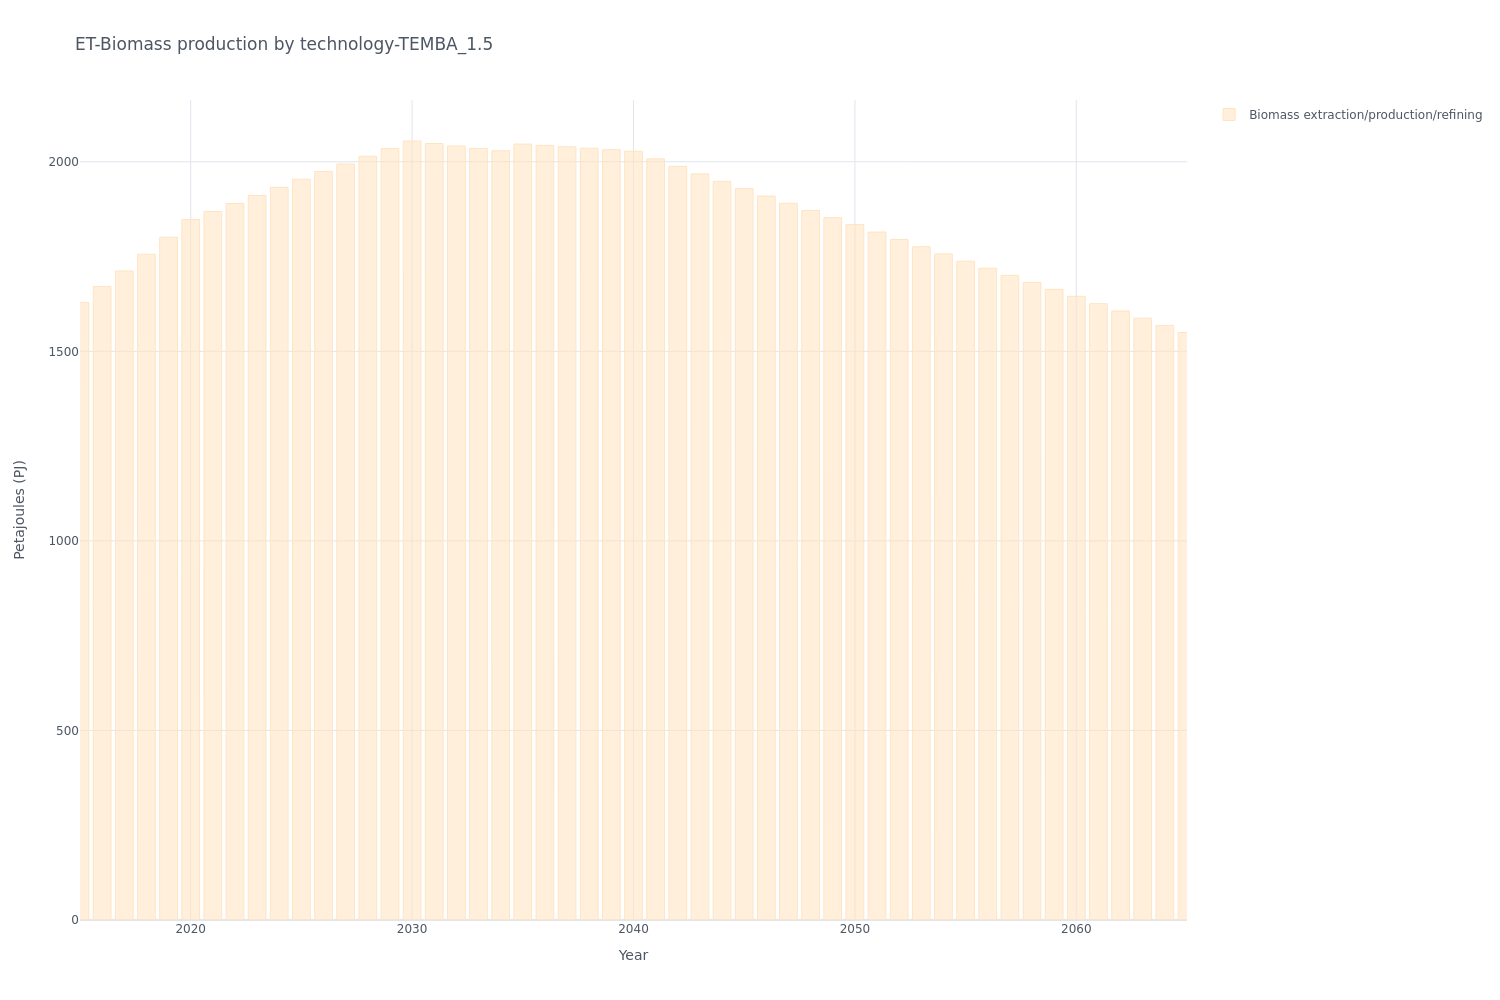 ET-Biomass production by technology-TEMBA_1.5
Biomass extraction/production/refining
2000
1500
1000
500
0
Petajoules (PJ)
2020
2030
2040
2050
2060
Year